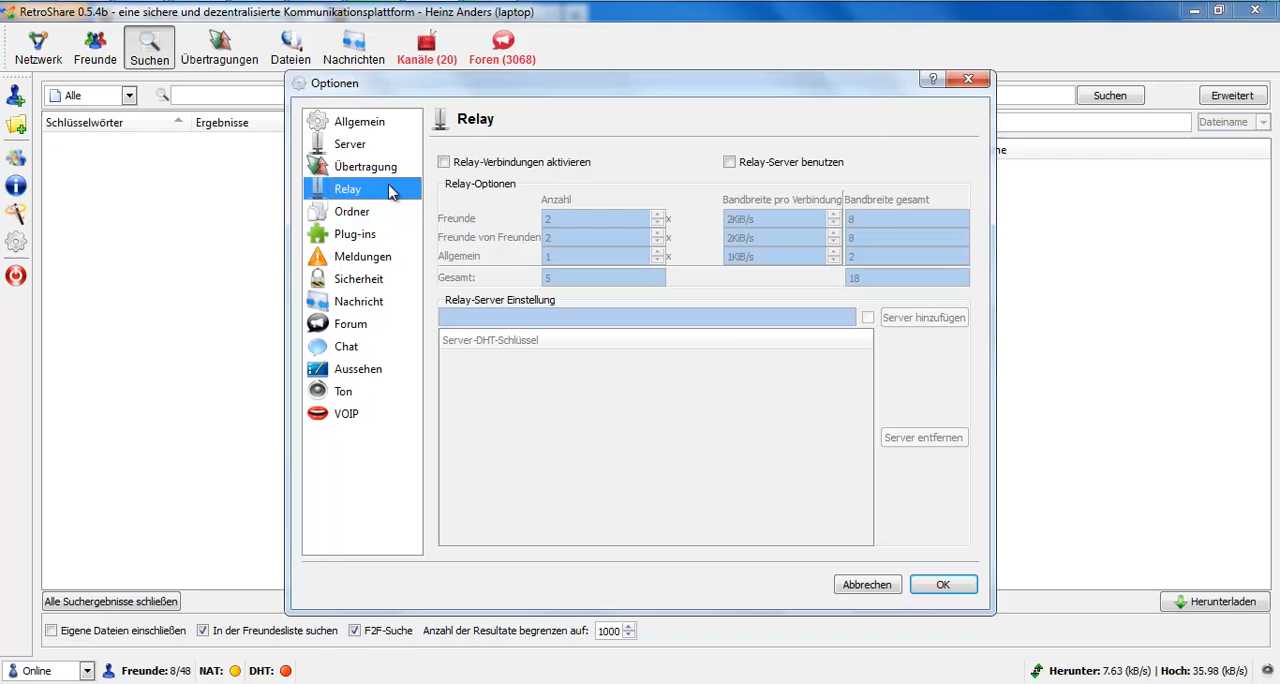 RetroShare 0.5.4b - eine sichere und dezentralisierte Kommunikationsplattform - Heinz Anders (laptop)
Netzwerk Freunde Suchen Übertragungen Dateien Nachrichten Kanäle (20) Foren (3068)
Optionen
Alle Suchen Erweitert
Schlüsselwörter Ergebnisse Dateiname
Allgemein
Server
Übertragung
Relay
Ordner
Plug-ins
Meldungen
Sicherheit
Nachricht
Forum
Chat
Aussehen
Ton
VOIP
Relay
Relay-Verbindungen aktivieren Relay-Server benutzen
Relay-Optionen
Anzahl Bandbreite pro Verbindung Bandbreite gesamt
Freunde 2 x 2KiB/s 8
Freunde von Freunden 2 x 2KiB/s 8
Allgemein 1 x 1KiB/s 2
Gesamt: 5 18
Relay-Server Einstellung
Server hinzufügen
Server-DHT-Schlüssel
Server entfernen
Abbrechen OK
Alle Suchergebnisse schließen Herunterladen
Eigene Dateien einschließen In der Freundesliste suchen F2F-Suche Anzahl der Resultate begrenzen auf: 1000
Online Freunde: 8/48 NAT: DHT: Herunter: 7.63 (kB/s) | Hoch: 35.98 (kB/s)